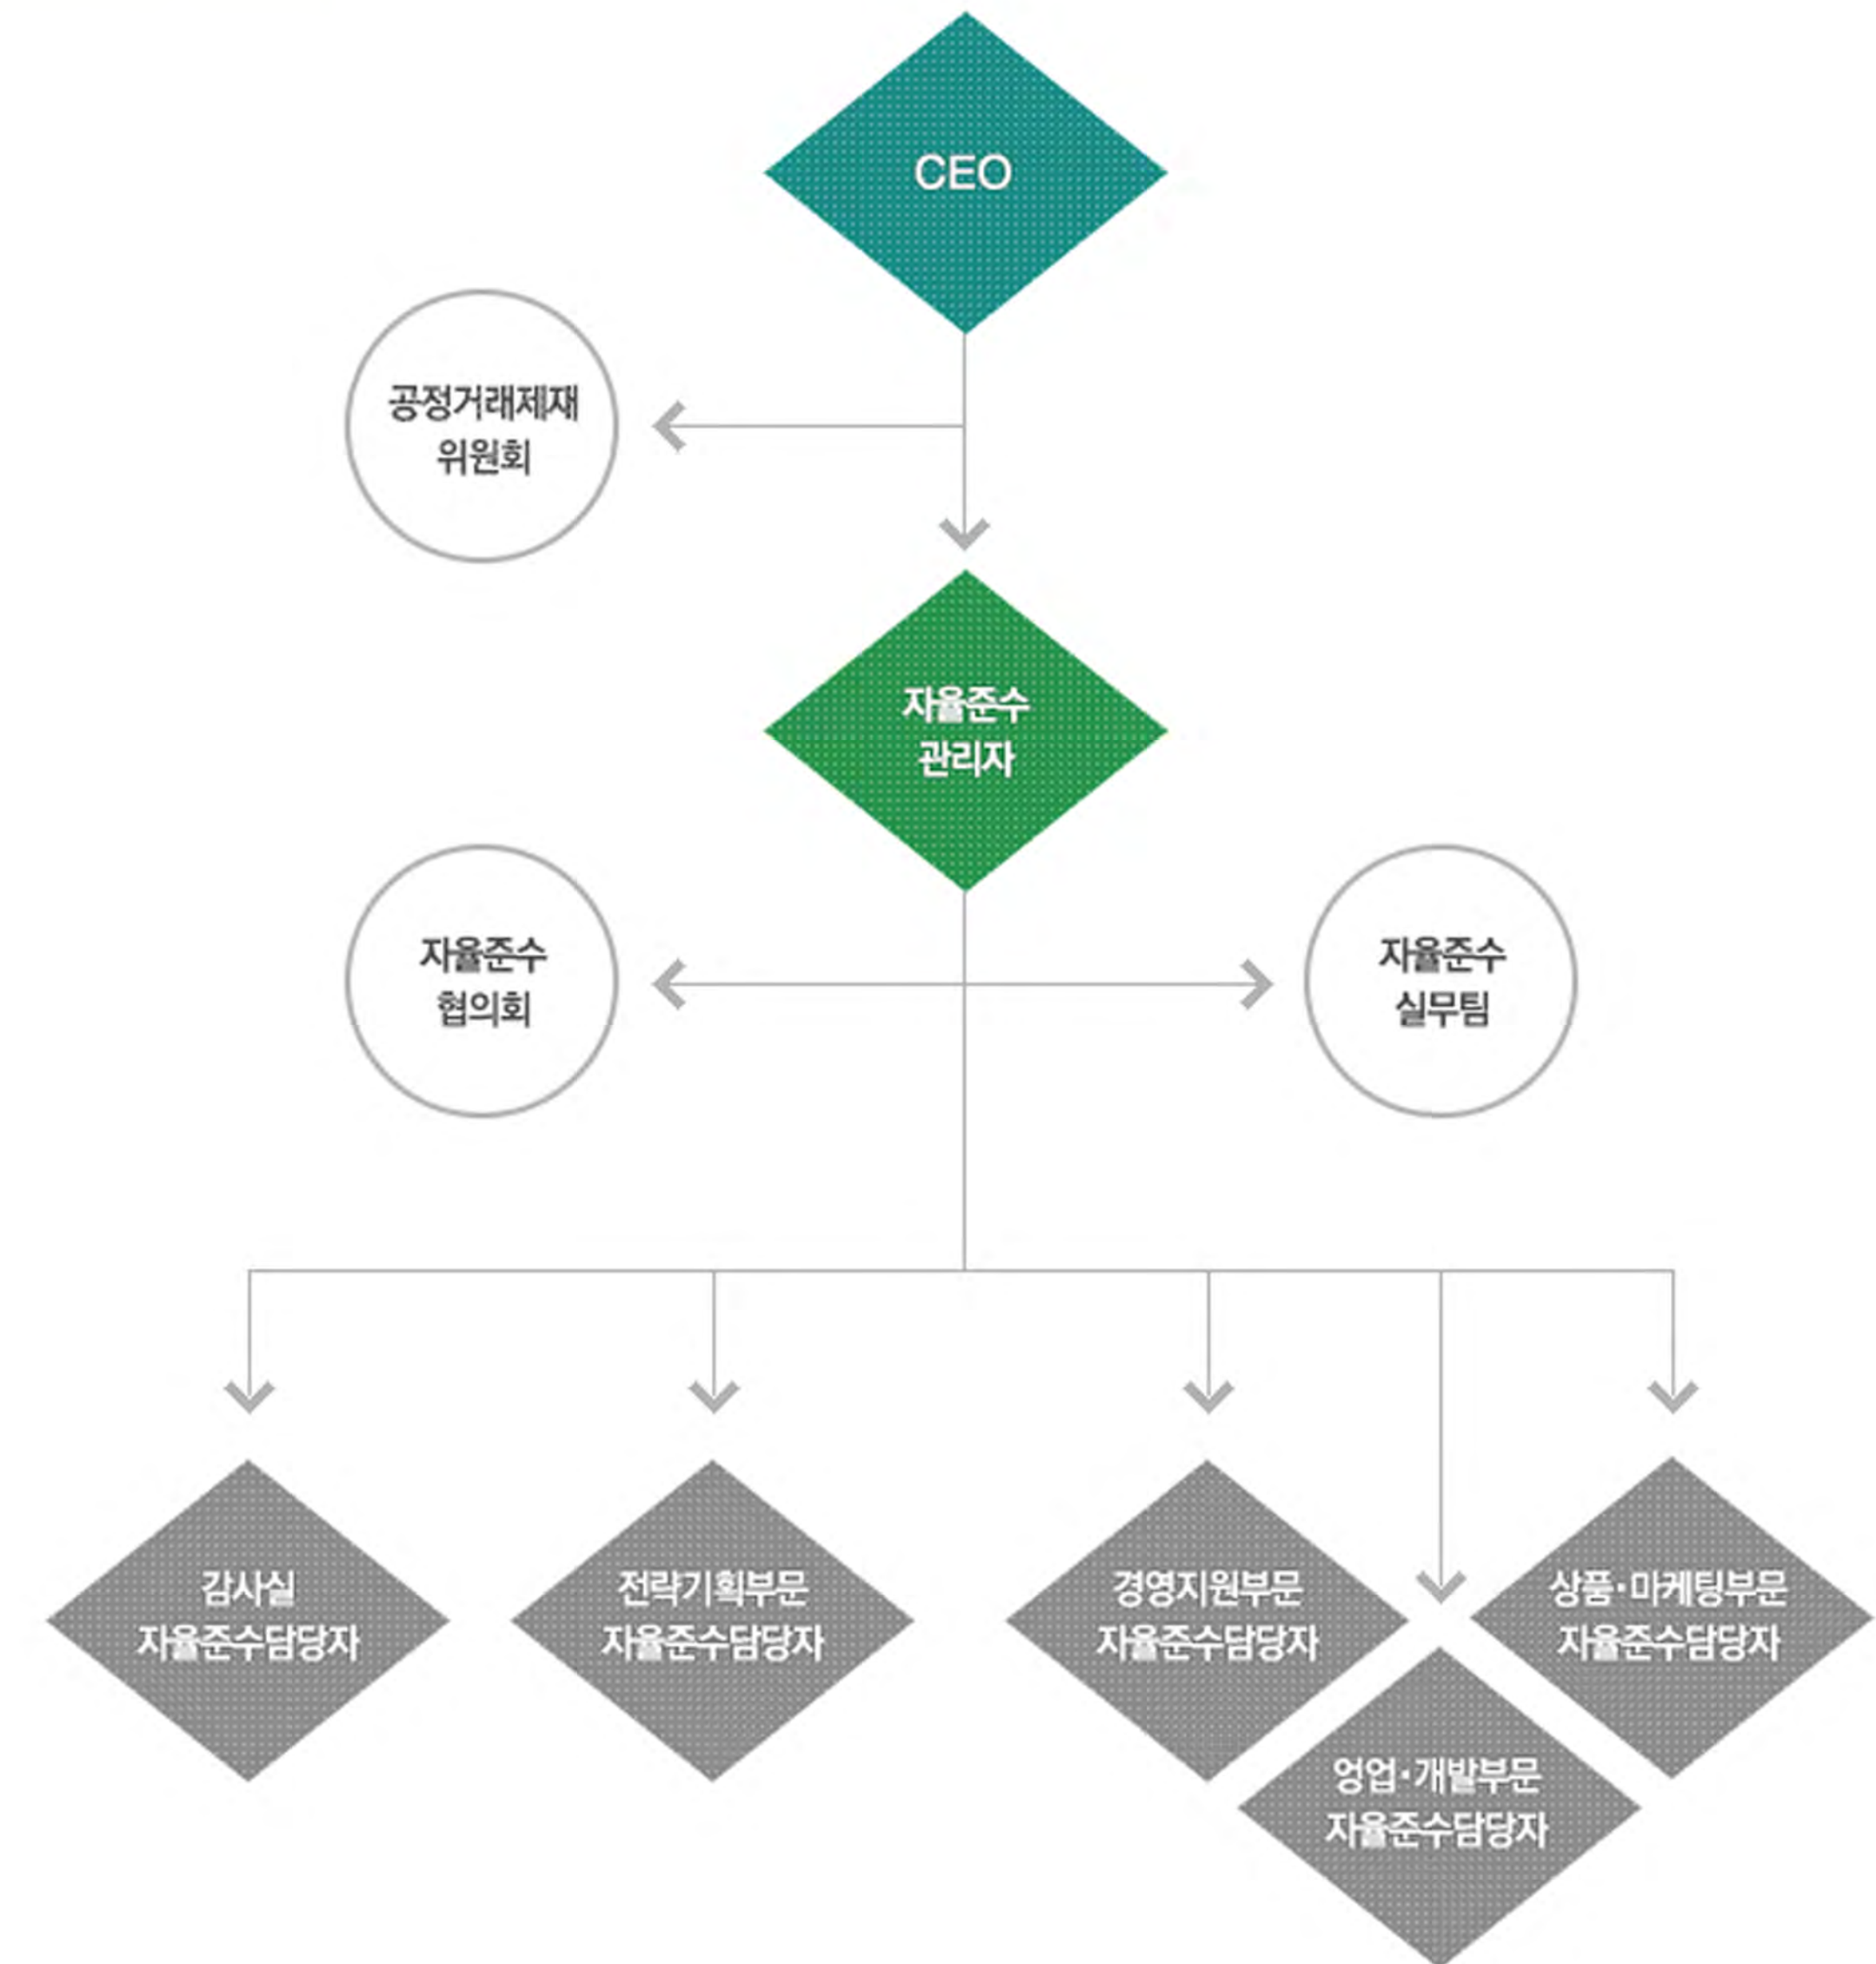 CEO
공정거래제재
위원회
자율준수
관리자
자율준수
협의회
자율준수
실무팀
감사실
자율준수담당자
전략기획부문
자율준수담당자
경영지원부문
자율준수담당자
상품·마케팅부문
자율준수담당자
엉업·개발부문
자율준수담당자